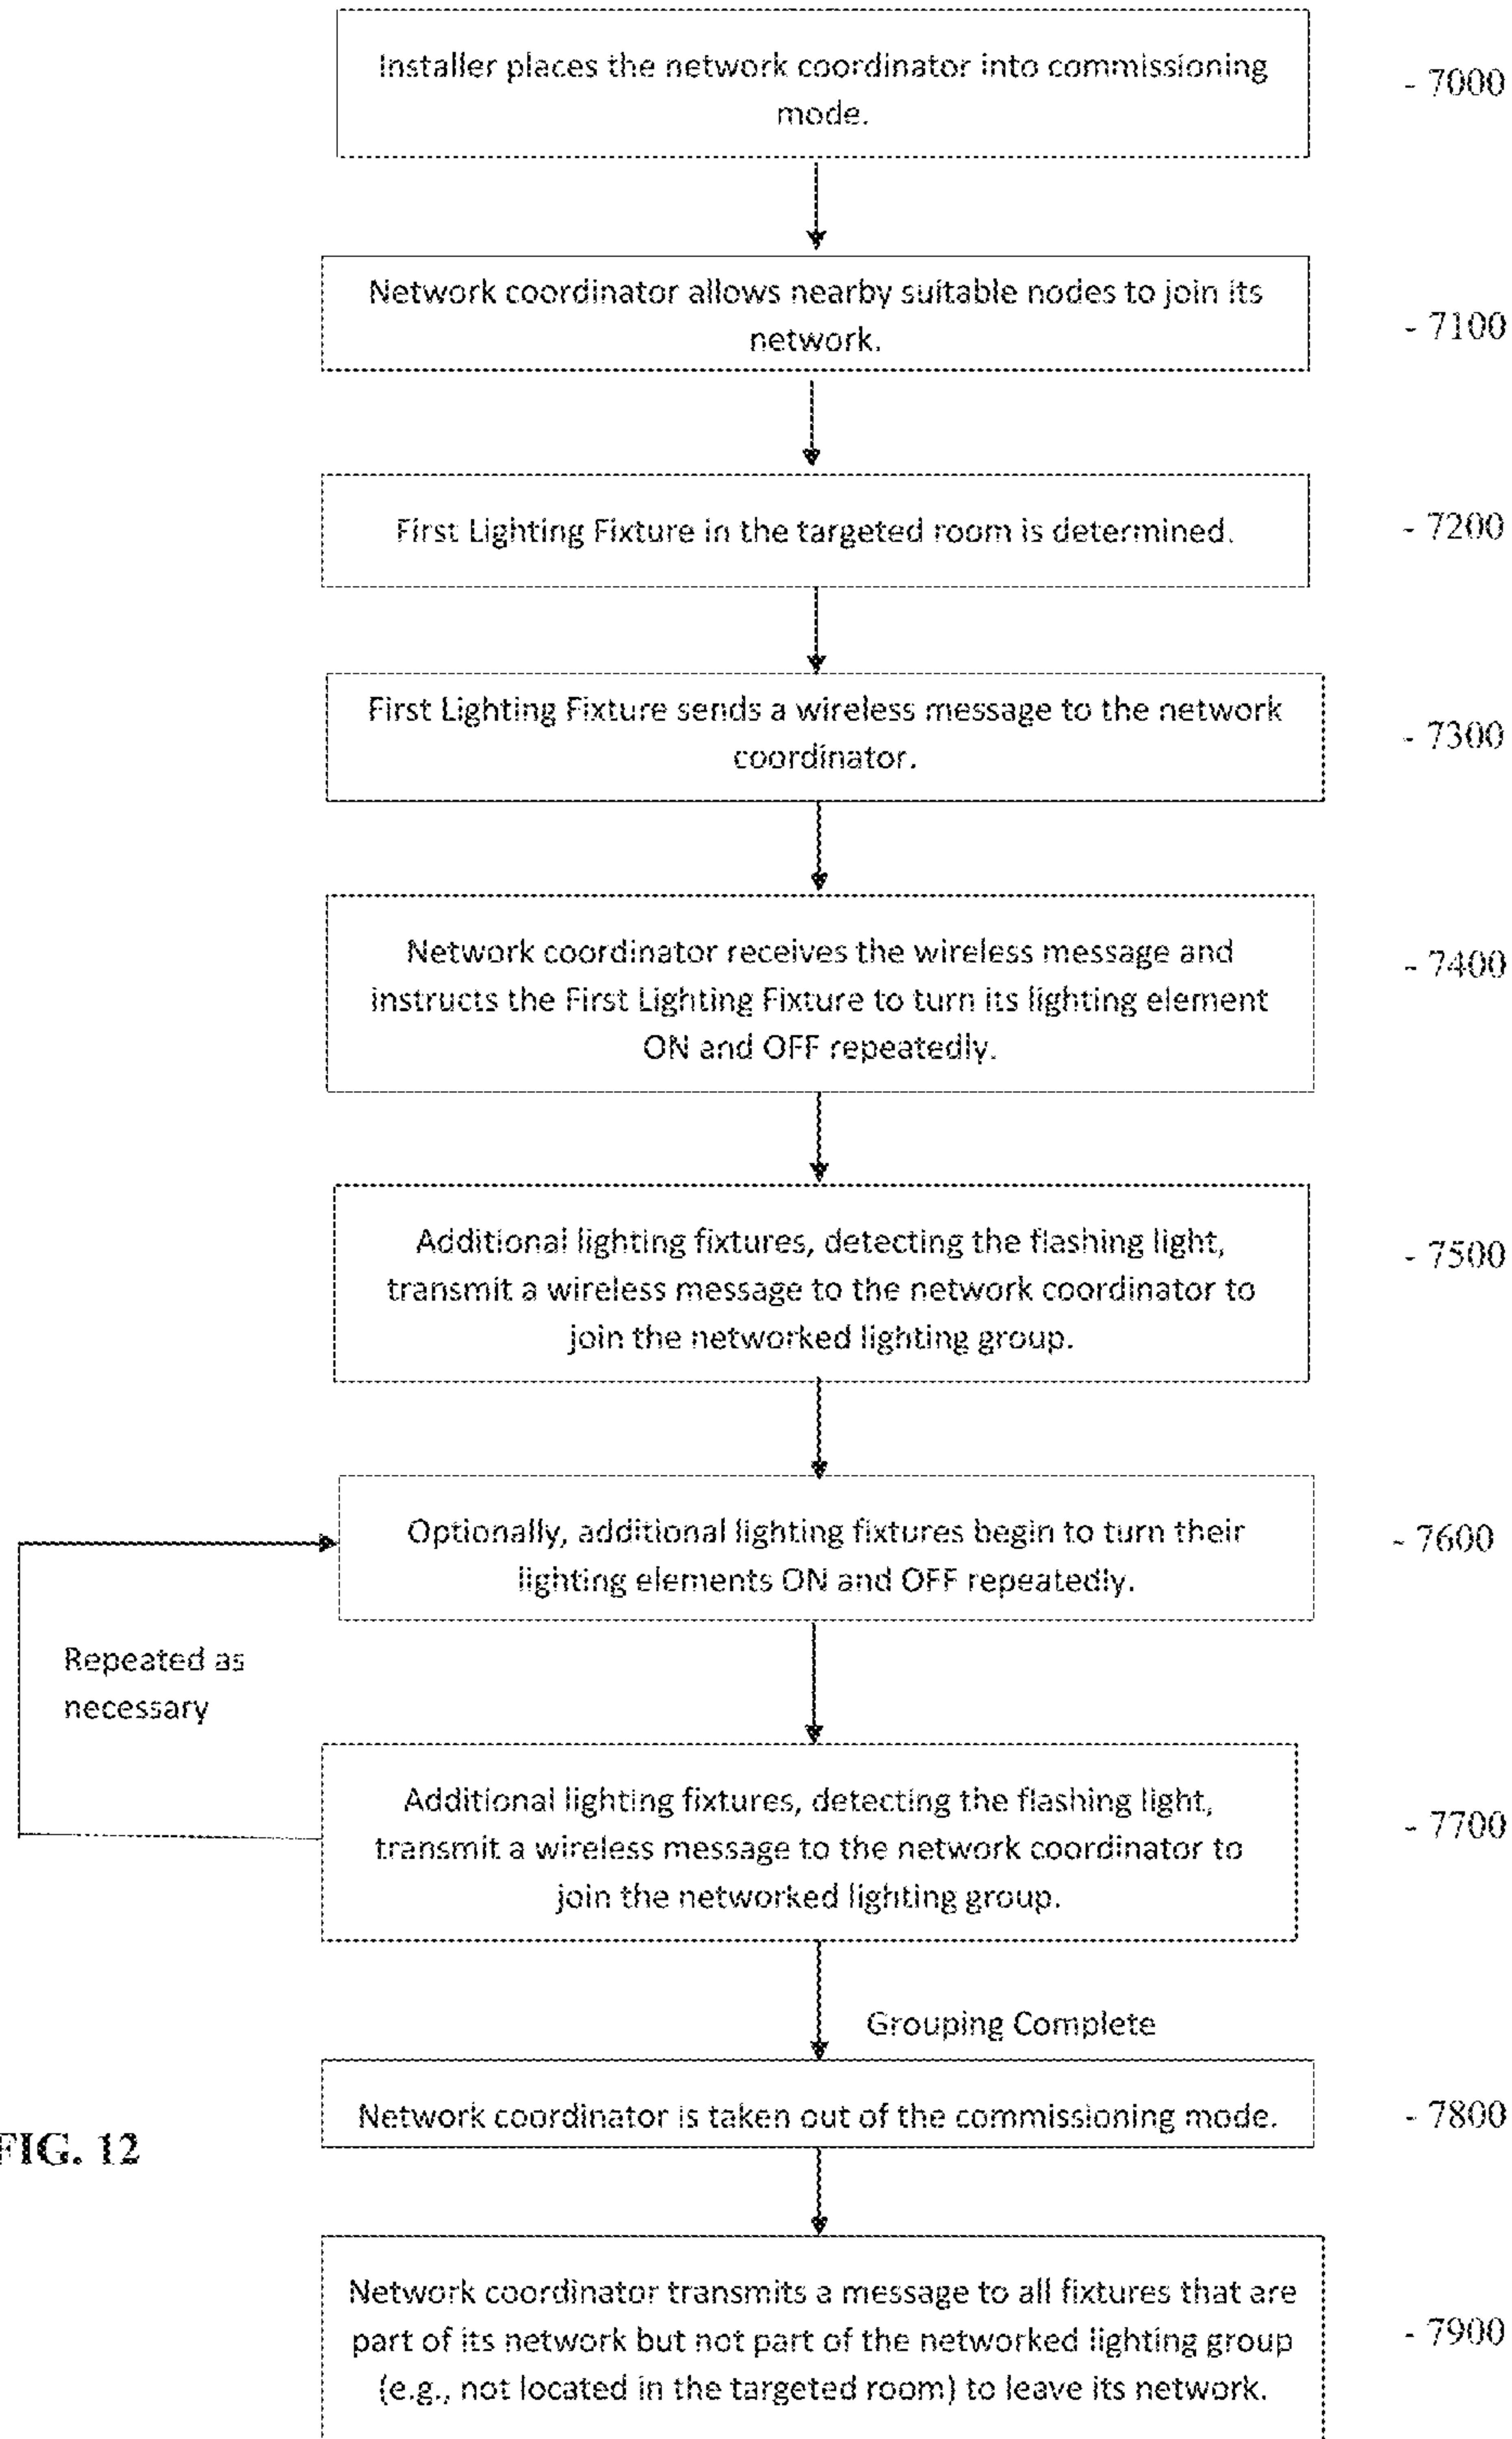 Installer places the network coordinator into commissioning
mode.
- 7000
Network coordinator allows nearby suitable nodes to join its
network.
- 7100
First Lighting Fixture in the targeted room is determined.
- 7200
First Lighting Fixture sends a wireless message to the network
coordinator.
- 7300
Network coordinator receives the wireless message and
instructs the First Lighting Fixture to turn its lighting element
ON and OFF repeatedly.
- 7400
Additional lighting fixtures, detecting the flashing light,
transmit a wireless message to the network coordinator to
join the networked lighting group.
- 7500
Optionally, additional lighting fixtures begin to turn their
lighting elements ON and OFF repeatedly.
- 7600
Repeated as
necessary
Additional lighting fixtures, detecting the flashing light,
transmit a wireless message to the network coordinator to
join the networked lighting group.
- 7700
Grouping Complete
Network coordinator is taken out of the commissioning mode.
- 7800
FIG. 12
Network coordinator transmits a message to all fixtures that are
part of its network but not part of the networked lighting group
(e.g., not located in the targeted room) to leave its network.
- 7900